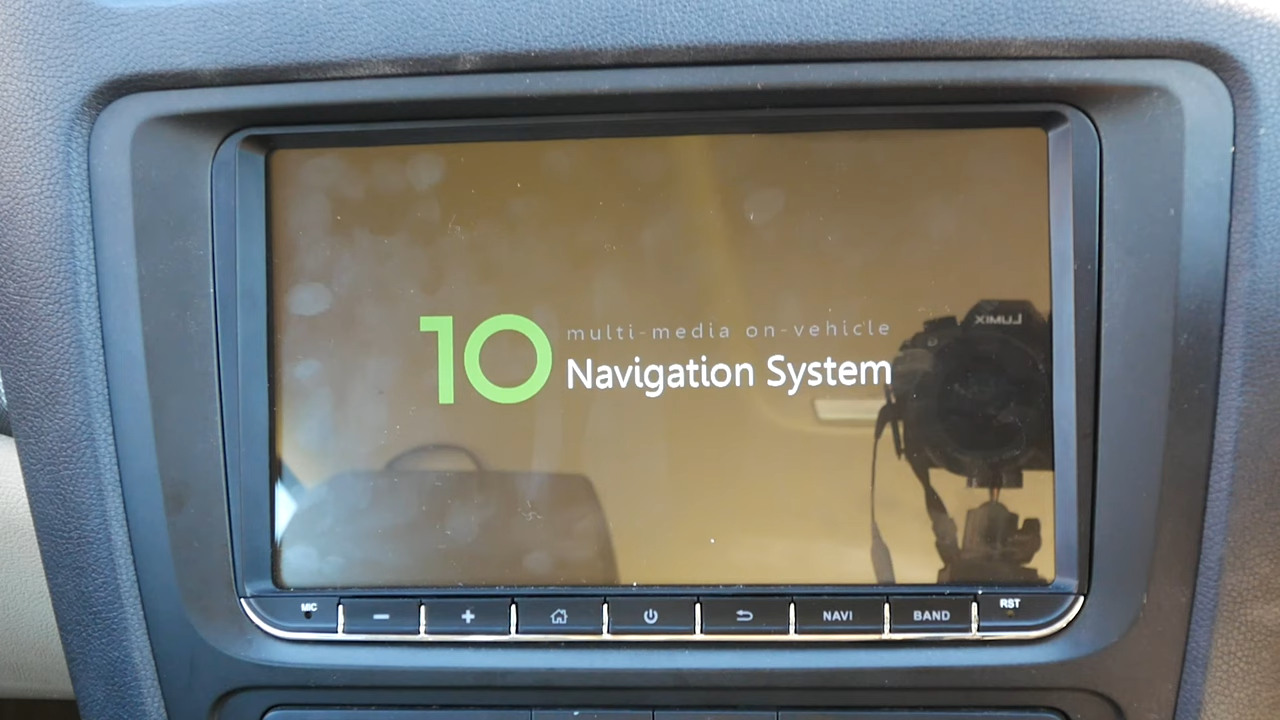 LUMIX
10
multi-media on-vehicle
Navigation System
MIC
NAVI
BAND
RST